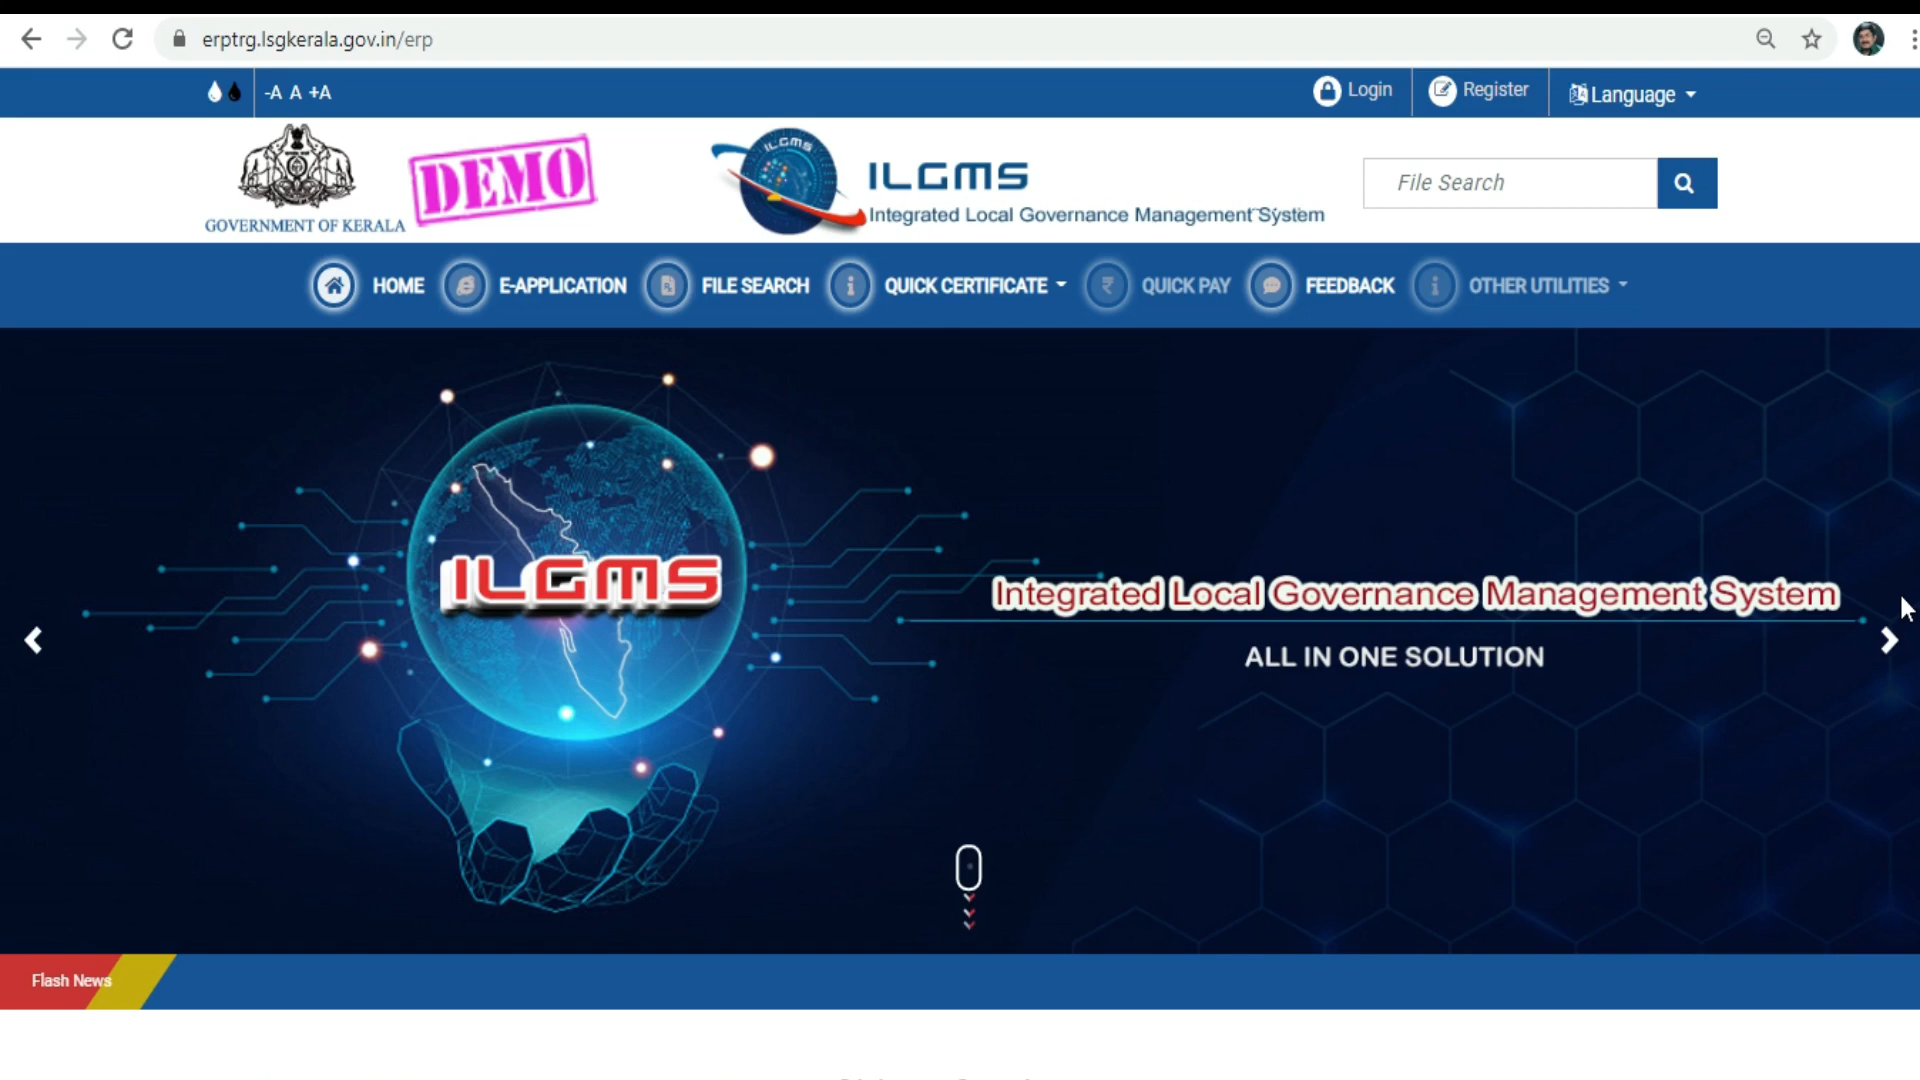 erptrg.lsgkerala.gov.in/erp
-A A +A
Login
Register
Language
GOVERNMENT OF KERALA
DEMO
ILGMS
ILGMS
Integrated Local Governance Management System
File Search
HOME
E-APPLICATION
FILE SEARCH
QUICK CERTIFICATE
QUICK PAY
FEEDBACK
OTHER UTILITIES
ILGMS
Integrated Local Governance Management System
ALL IN ONE SOLUTION
Flash News